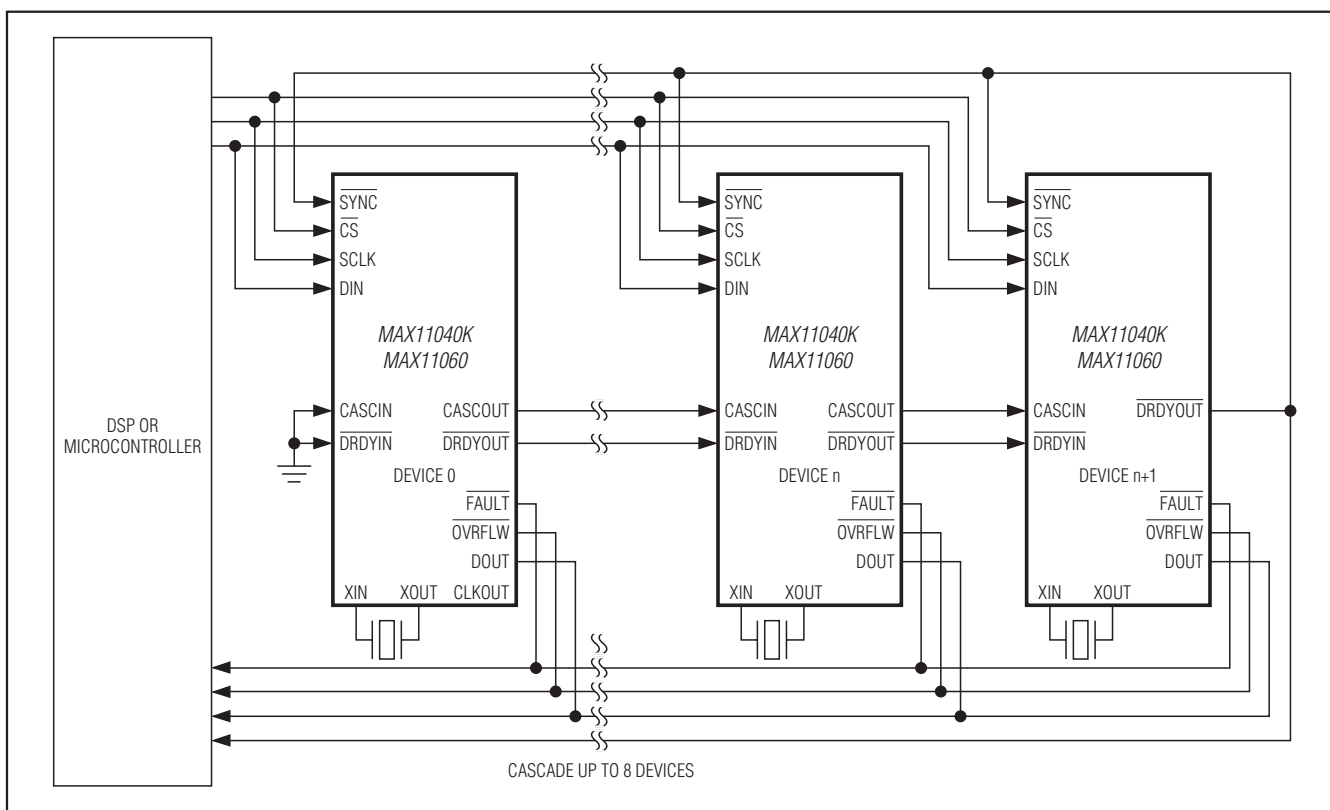 DSP OR
MICROCONTROLLER
SYNC
CS
SCLK
DIN
MAX11040K
MAX11060
CASCIN
CASCOUT
DRDYIN
DRDYOUT
DEVICE 0
FAULT
OVRFLW
DOUT
XIN
XOUT
CLKOUT
SYNC
CS
SCLK
DIN
MAX11040K
MAX11060
CASCIN
CASCOUT
DRDYIN
DRDYOUT
DEVICE n
FAULT
OVRFLW
DOUT
XIN
XOUT
SYNC
CS
SCLK
DIN
MAX11040K
MAX11060
CASCIN
DRDYOUT
DRDYIN
DEVICE n+1
FAULT
OVRFLW
DOUT
XIN
XOUT
CASCADE UP TO 8 DEVICES